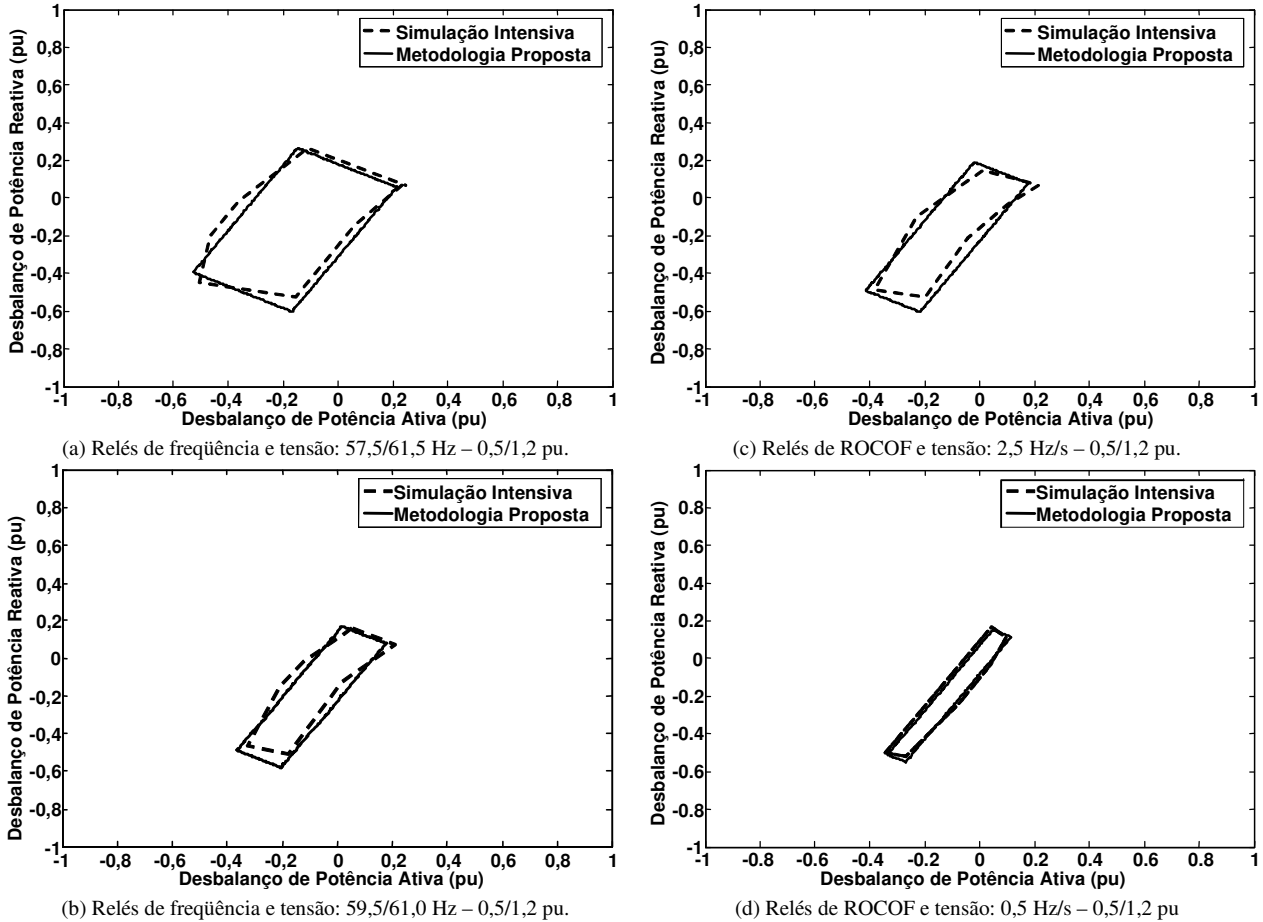 1
0,8
0,6
0,4
0,2
0
-0,2
-0,4
-0,6
-0,8
-1
Desbalanço de Potência Reativa (pu)
Simulação Intensiva
Metodologia Proposta
-1 -0,8 -0,6 -0,4 -0,2 0 0,2 0,4 0,6 0,8 1
Desbalanço de Potência Ativa (pu)
(a) Relés de freqüência e tensão: 57,5/61,5 Hz – 0,5/1,2 pu.
1
0,8
0,6
0,4
0,2
0
-0,2
-0,4
-0,6
-0,8
-1
Desbalanço de Potência Reativa (pu)
Simulação Intensiva
Metodologia Proposta
-1 -0,8 -0,6 -0,4 -0,2 0 0,2 0,4 0,6 0,8 1
Desbalanço de Potência Ativa (pu)
(c) Relés de ROCOF e tensão: 2,5 Hz/s – 0,5/1,2 pu.
1
0.8
0.6
0.4
0,2
0
-0,2
-0,4
-0,6
-0,8
-1
Desbalanço de Potência Reativa (pu)
Simulação Intensiva
Metodologia Proposta
-1 -0,8 -0,6 -0,4 -0,2 0 0,2 0,4 0,6 0,8 1
Desbalanço de Potência Ativa (pu)
(b) Relés de freqüência e tensão: 59,5/61,0 Hz – 0,5/1,2 pu.
1
0.8
0.6
0.4
0,2
0
-0,2
-0,4
-0,6
-0,8
-1
Desbalanço de Potência Reativa (pu)
Simulação Intensiva
Metodologia Proposta
-1 -0,8 -0,6 -0,4 -0,2 0 0.2 0.4 0.6 0.8 1
Desbalanço de Potência Ativa (pu)
(d) Relés de ROCOF e tensão: 0,5 Hz/s – 0,5/1,2 pu